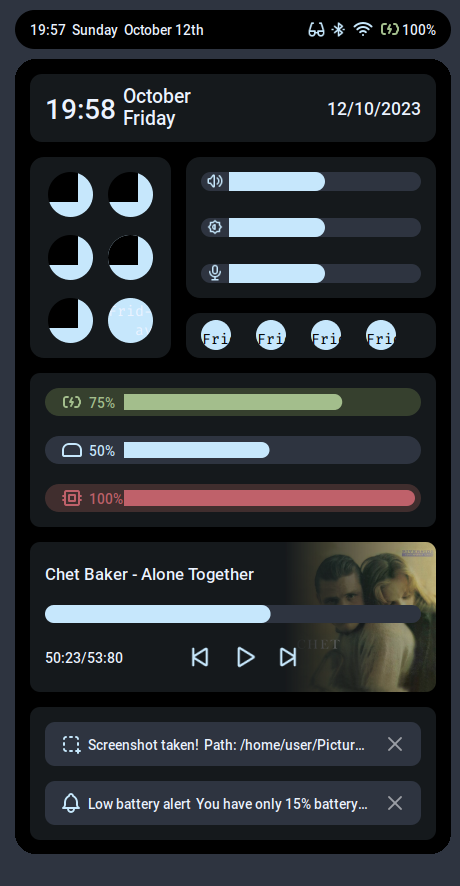 19:57 Sunday October 12th 100%
19:58 October
Friday
12/10/2023
Frid
a
Fri Fri Fri Fri
75%
50%
100%
Chet Baker - Alone Together
CHET
50:23/53:80
Screenshot taken! Path: /home/user/Pictur...
Low battery alert You have only 15% battery...